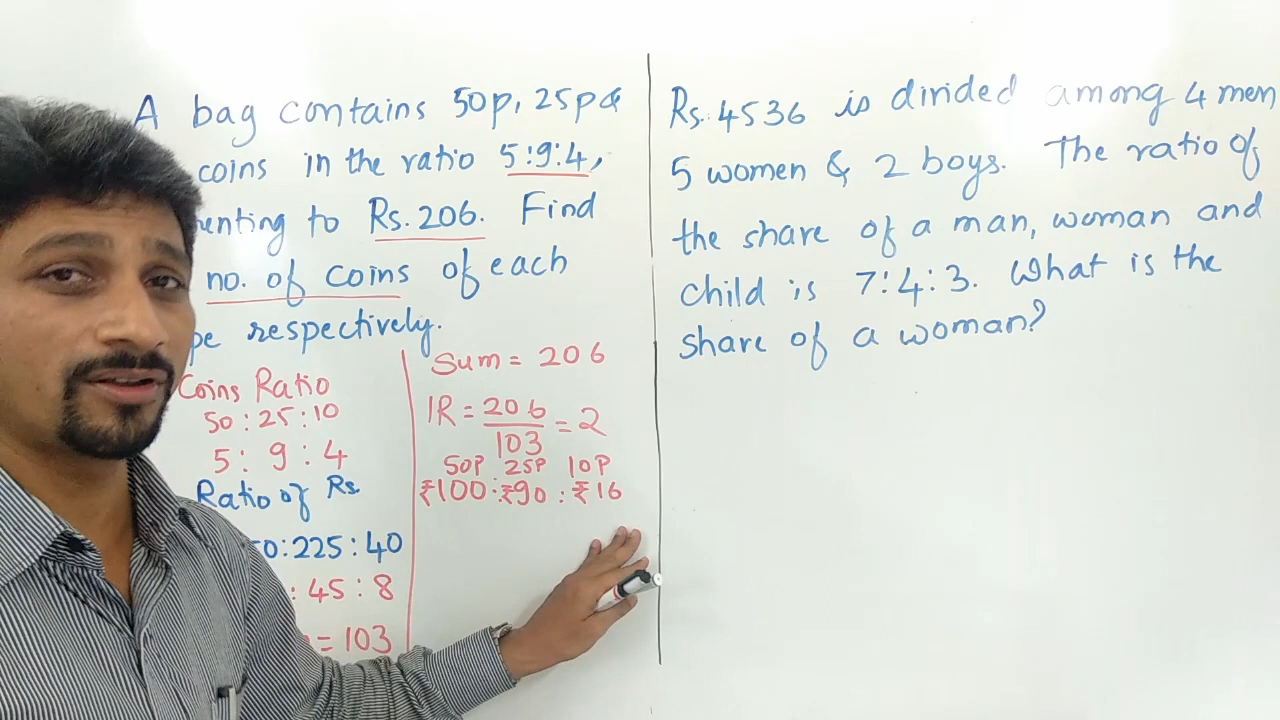 A bag contains 50p, 25p &
coins in the ratio 5:9:4,
to Rs. 206. Find
no. of coins of each
respectively.
Coins Ratio
50 : 25 : 10
5 : 9 : 4
Ratio of Rs
: 225 : 40
: 45 : 8
= 103
Sum = 206
1R = 206/103 = 2
50P 25P 10P
₹100 : ₹90 : ₹16
Rs. 4536 is divided among 4 men
5 women & 2 boys. The ratio of
the share of a man, woman and
child is 7:4:3. What is the
share of a woman?